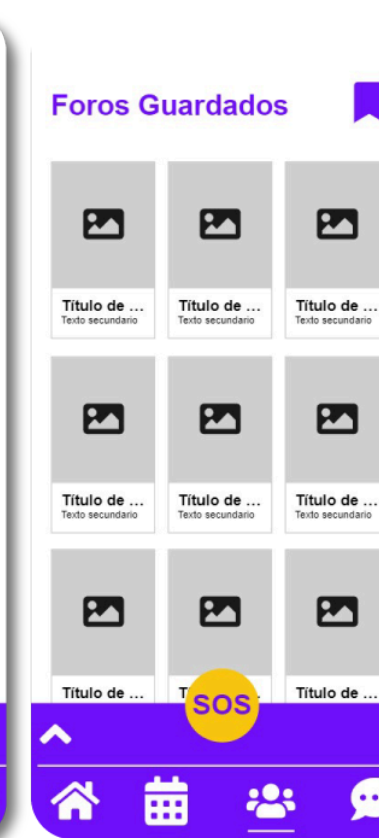 Foros Guardados
Título de ... Título de ... Título de ...
Texto secundario Texto secundario Texto secundario
Título de ... Título de ... Título de ...
Texto secundario Texto secundario Texto secundario
Título de ... Título de ...
SOS